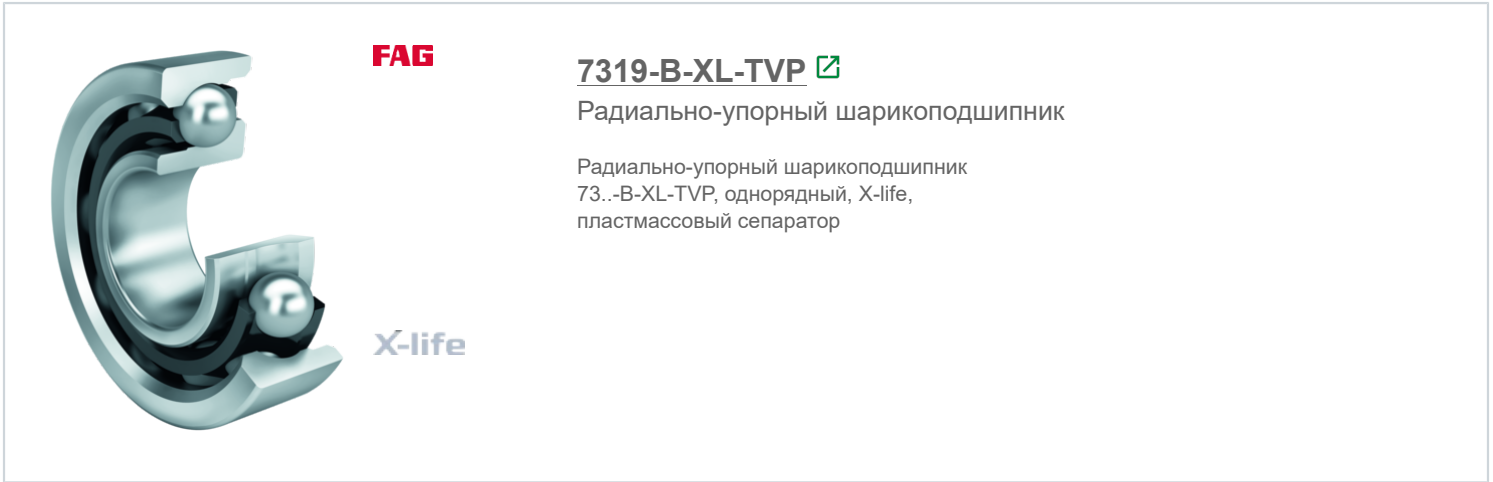 FAG
7319-B-XL-TVP
Радиально-упорный шарикоподшипник
Радиально-упорный шарикоподшипник
73..-B-XL-TVP, однорядный, X-life,
пластмассовый сепаратор
X-life